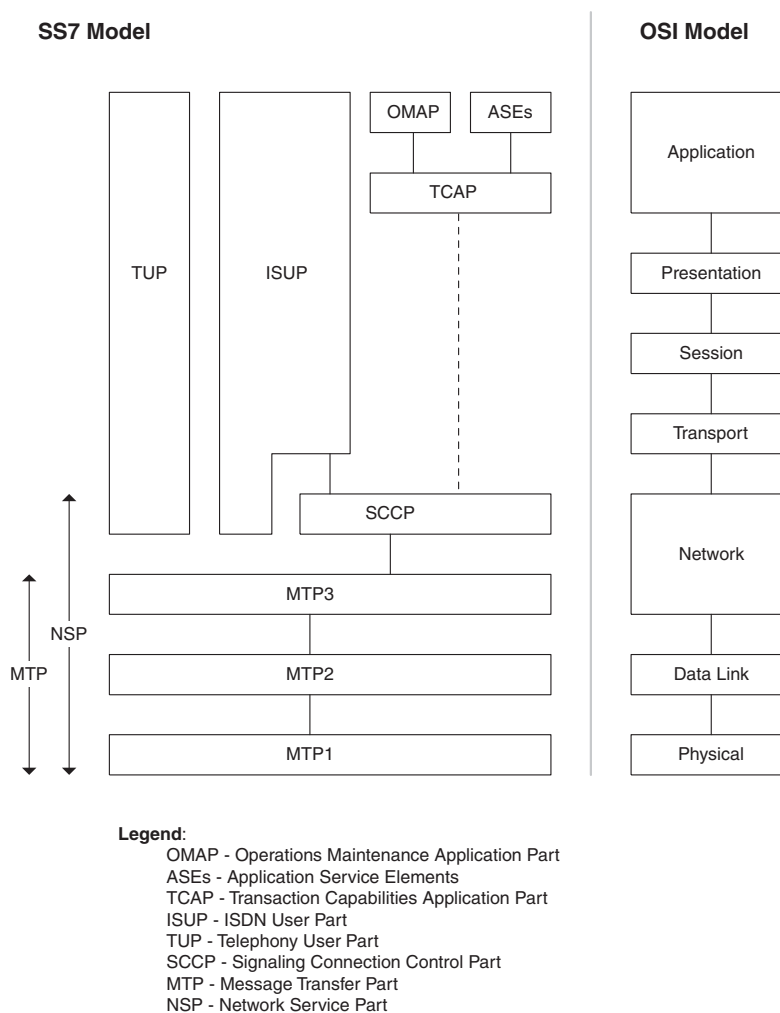 SS7 Model
OSI Model
OMAP
ASEs
Application
TCAP
TUP
ISUP
Presentation
Session
Transport
SCCP
Network
MTP3
NSP
MTP
MTP2
Data Link
MTP1
Physical
Legend:
OMAP - Operations Maintenance Application Part
ASEs - Application Service Elements
TCAP - Transaction Capabilities Application Part
ISUP - ISDN User Part
TUP - Telephony User Part
SCCP - Signaling Connection Control Part
MTP - Message Transfer Part
NSP - Network Service Part